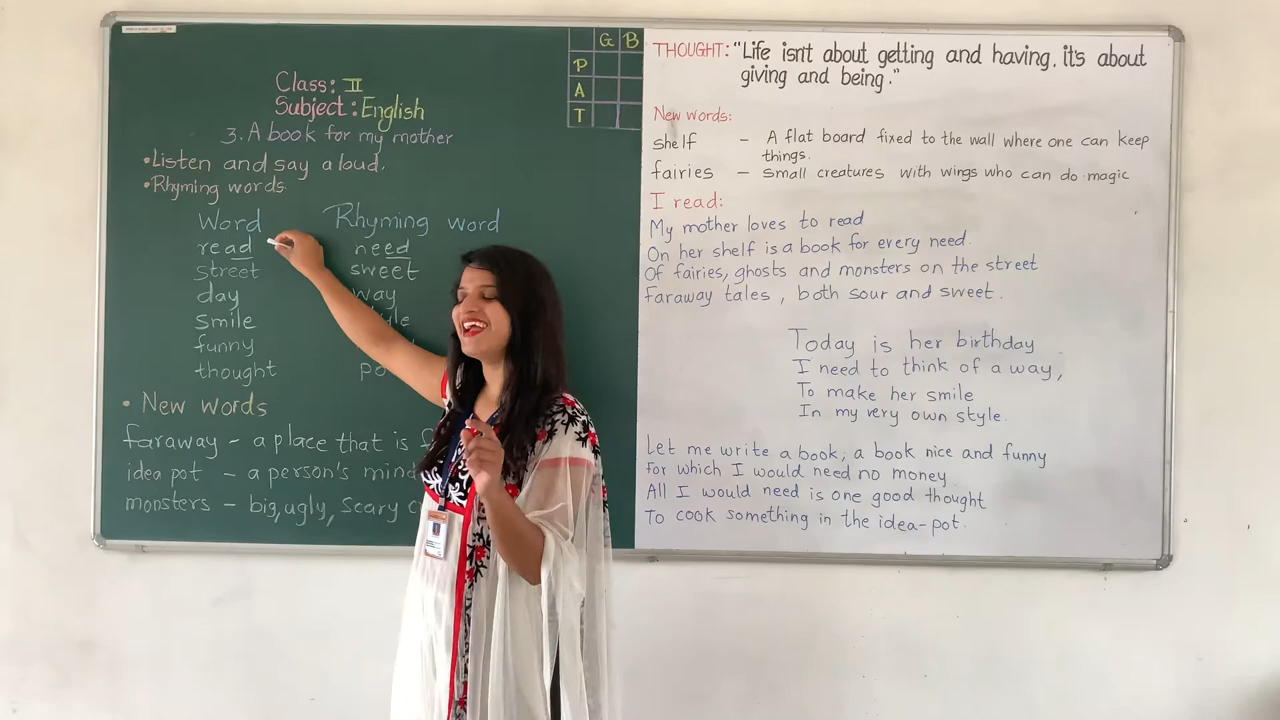 Class: II
Subject: English
3. A book for my mother
•Listen and say aloud.
•Rhyming words.
Word Rhyming word
read need
street sweet
day way
smile
funny
thought
• New words
faraway - a place that is
idea pot - a person's mind
monsters - big, ugly, scary
G B
P
A
T
THOUGHT: "Life isn't about getting and having, it's about
giving and being."
New words:
shelf - A flat board fixed to the wall where one can keep
things.
fairies - small creatures with wings who can do magic
I read:
My mother loves to read
On her shelf is a book for every need.
Of fairies, ghosts and monsters on the street
Faraway tales, both sour and sweet.
Today is her birthday
I need to think of a way,
To make her smile
In my very own style.
Let me write a book, a book nice and funny
For which I would need no money
All I would need is one good thought
To cook something in the idea-pot.